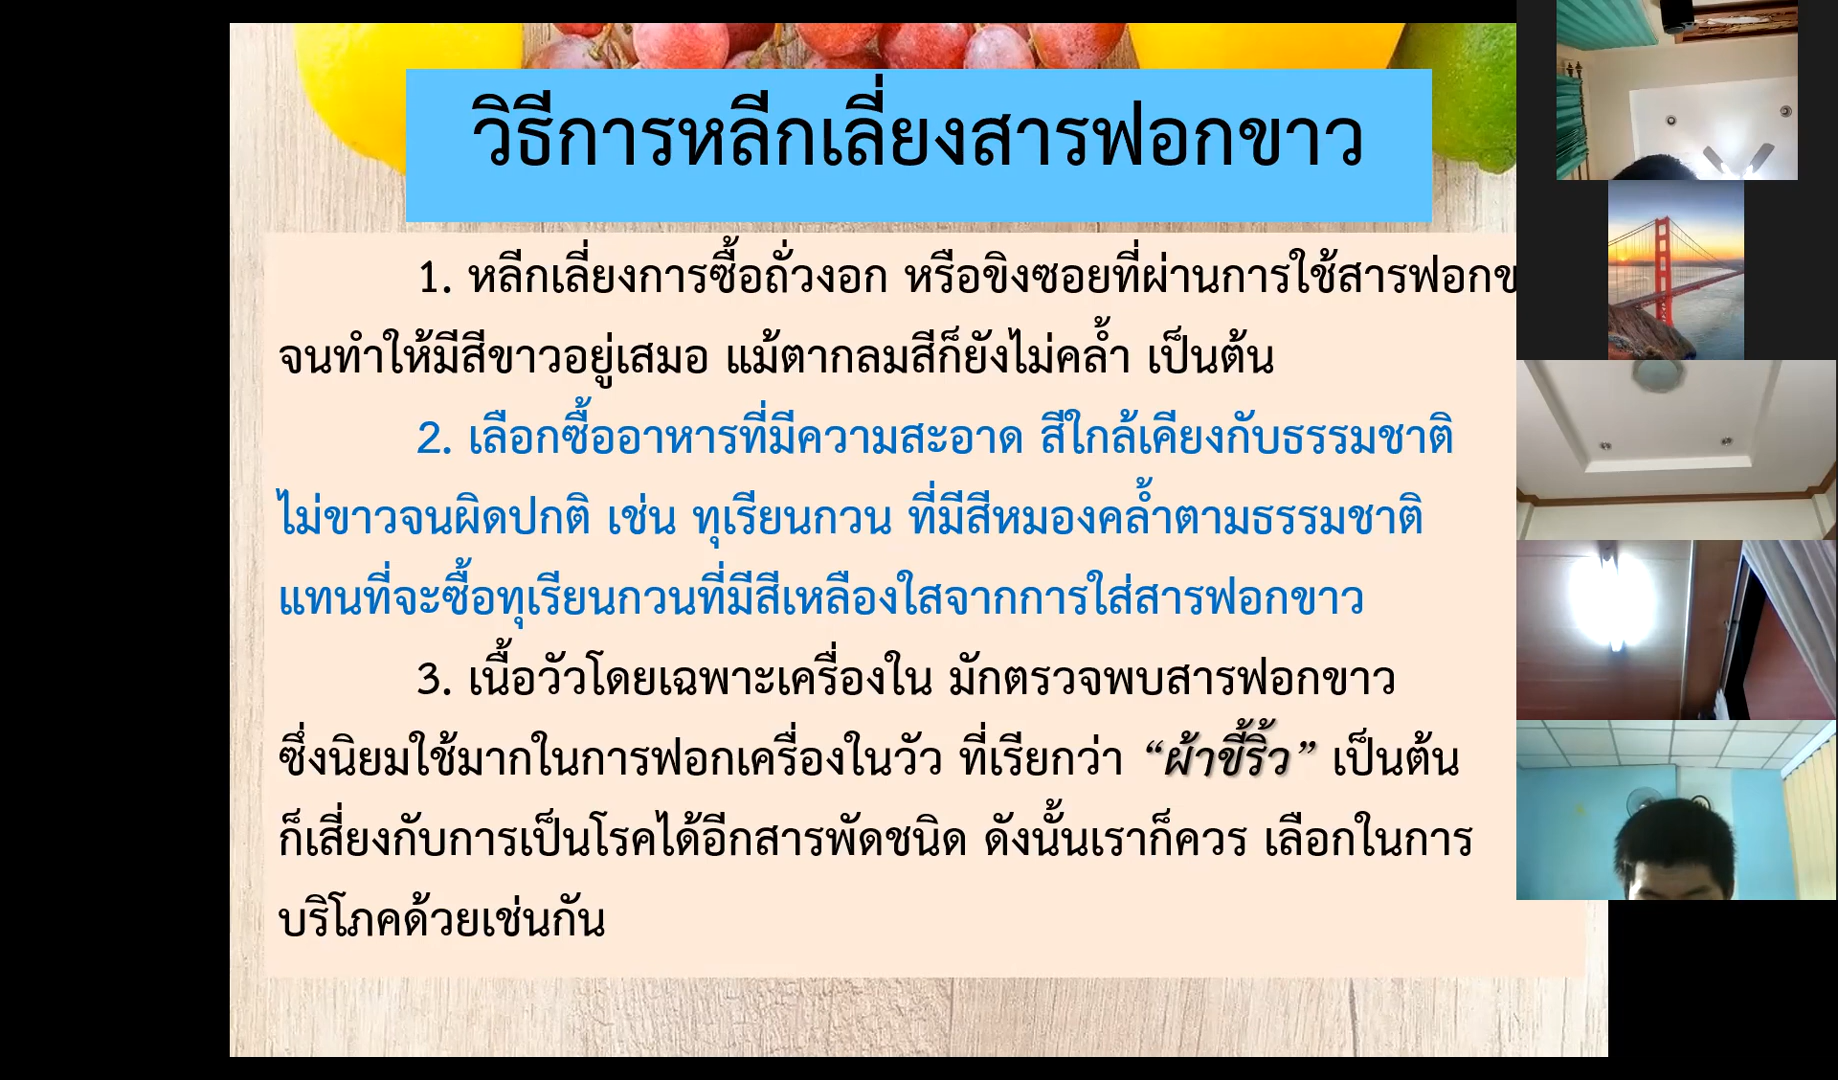 วิธีการหลีกเลี่ยงสารฟอกขาว
1. หลีกเลี่ยงการซื้อถั่วงอก หรือขิงซอยที่ผ่านการใช้สารฟอกข
จนทำให้มีสีขาวอยู่เสมอ แม้ตากลมสีก็ยังไม่คล้ำ เป็นต้น
2. เลือกซื้ออาหารที่มีความสะอาด สีใกล้เคียงกับธรรมชาติ
ไม่ขาวจนผิดปกติ เช่น ทุเรียนกวน ที่มีสีหมองคล้ำตามธรรมชาติ
แทนที่จะซื้อทุเรียนกวนที่มีสีเหลืองใสจากการใส่สารฟอกขาว
3. เนื้อวัวโดยเฉพาะเครื่องใน มักตรวจพบสารฟอกขาว
ซึ่งนิยมใช้มากในการฟอกเครื่องในวัว ที่เรียกว่า “ผ้าขี้ริ้ว” เป็นต้น
ก็เสี่ยงกับการเป็นโรคได้อีกสารพัดชนิด ดังนั้นเราก็ควร เลือกในการ
บริโภคด้วยเช่นกัน